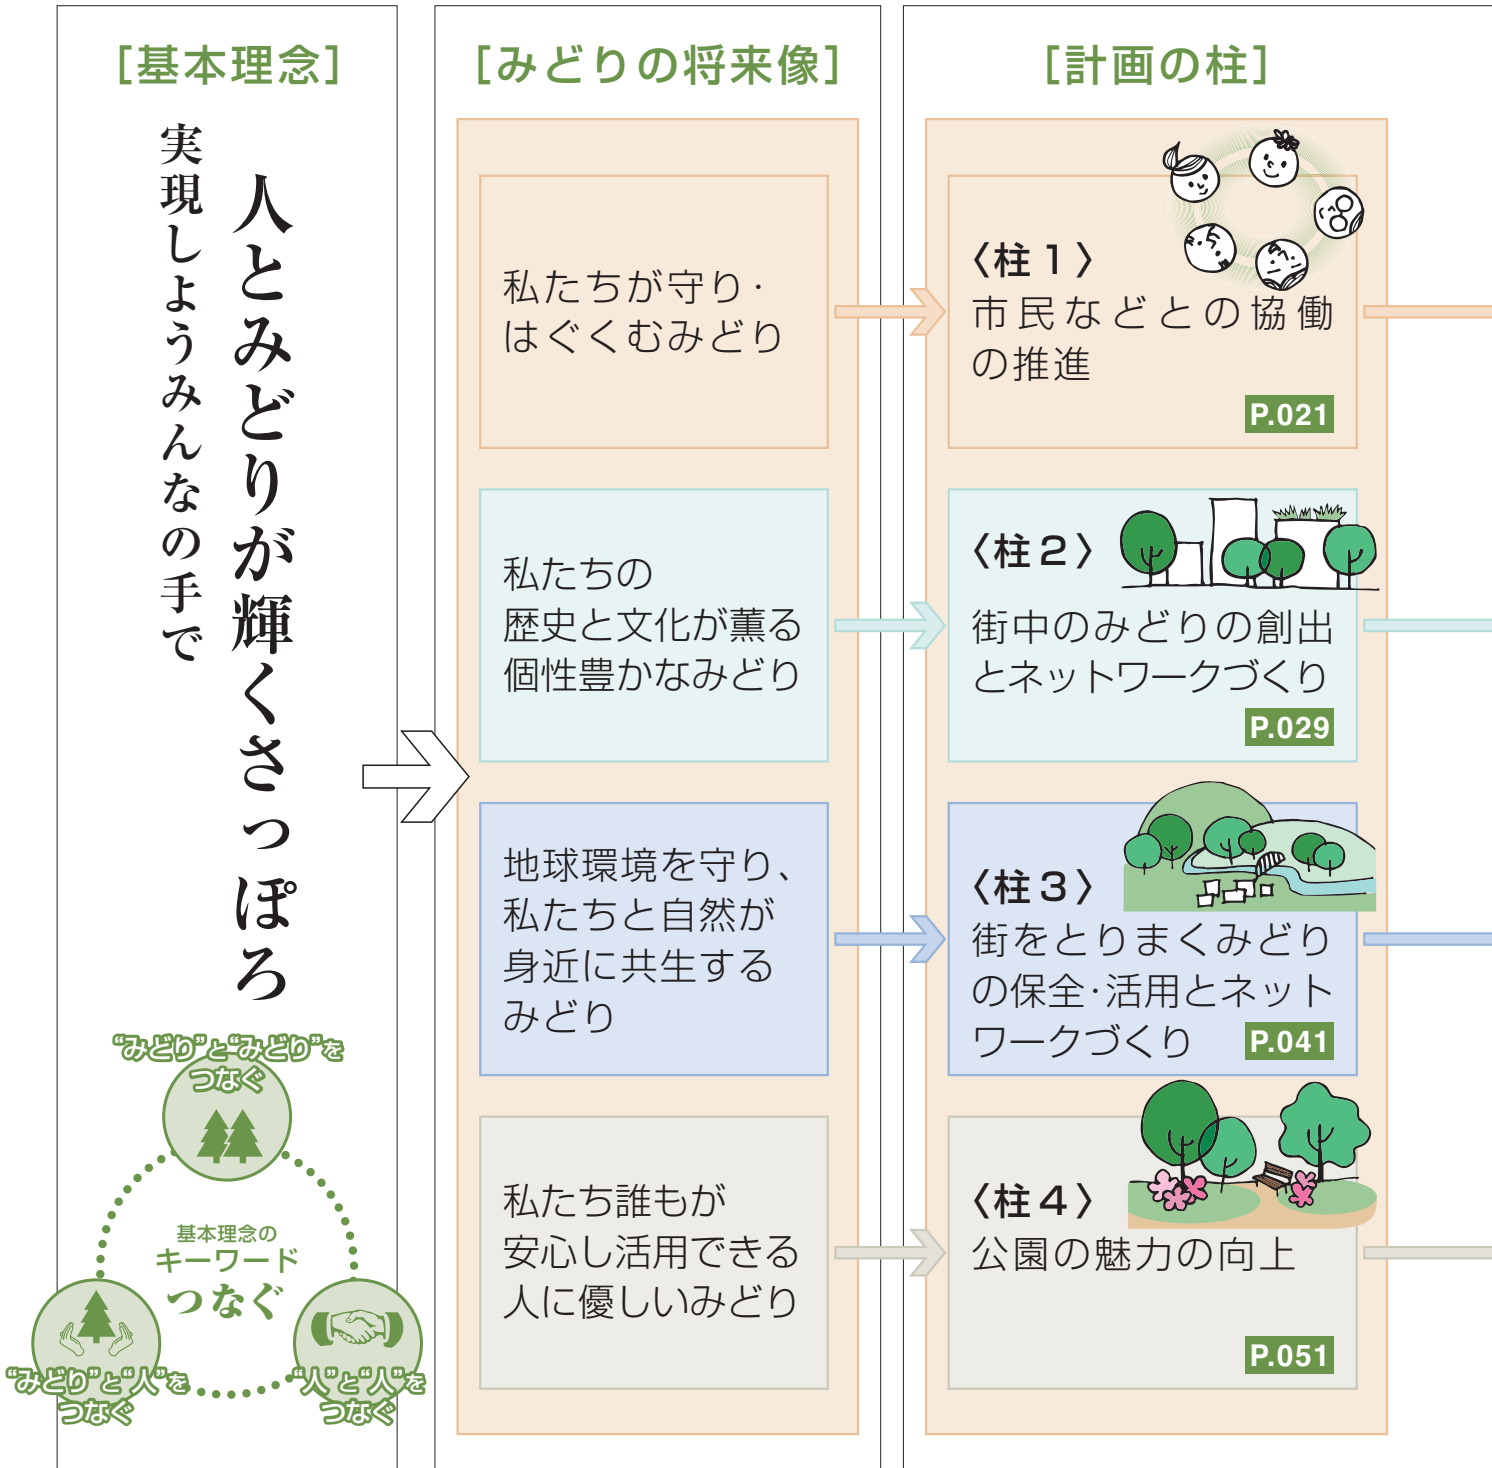 [基本理念]
人とみどりが輝くさっぽろ
実現しようみんなの手で
“みどり”と“みどり”を
つなぐ
基本理念の
キーワード
つなぐ
“みどり”と“人”を
つなぐ
“人”と“人”を
つなぐ
[みどりの将来像]
私たちが守り・
はぐくむみどり
私たちの
歴史と文化が薫る
個性豊かなみどり
地球環境を守り、
私たちと自然が
身近に共生する
みどり
私たち誰もが
安心し活用できる
人に優しいみどり
[計画の柱]
〈柱1〉
市民などとの協働
の推進
P.021
〈柱2〉
街中のみどりの創出
とネットワークづくり
P.029
〈柱3〉
街をとりまくみどり
の保全・活用とネット
ワークづくり
P.041
〈柱4〉
公園の魅力の向上
P.051